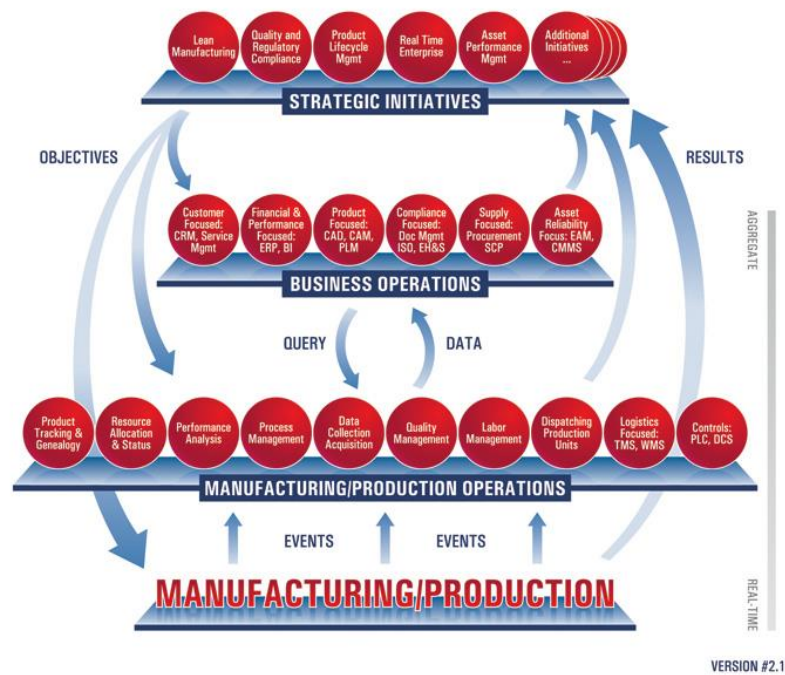 Lean
Manufacturing
Quality and
Regulatory
Compliance
Product
Lifecycle
Mgmt
Real Time
Enterprise
Asset
Performance
Mgmt
Additional
Initiatives
...
STRATEGIC INITIATIVES
OBJECTIVES
RESULTS
Customer
Focused:
CRM, Service
Mgmt
Financial &
Performance
Focused:
ERP, BI
Product
Focused:
CAD, CAM,
PLM
Compliance
Focused:
Doc Mgmt
ISO, EH&S
Supply
Focused:
Procurement
SCP
Asset
Reliability
Focus: EAM,
CMMS
BUSINESS OPERATIONS
AGGREGATE
QUERY
DATA
Product
Tracking &
Genealogy
Resource
Allocation
& Status
Performance
Analysis
Process
Management
Data
Collection
Acquisition
Quality
Management
Labor
Management
Dispatching
Production
Units
Logistics
Focused:
TMS, WMS
Controls:
PLC, DCS
MANUFACTURING/PRODUCTION OPERATIONS
EVENTS
EVENTS
MANUFACTURING/PRODUCTION
REAL-TIME
VERSION #2.1